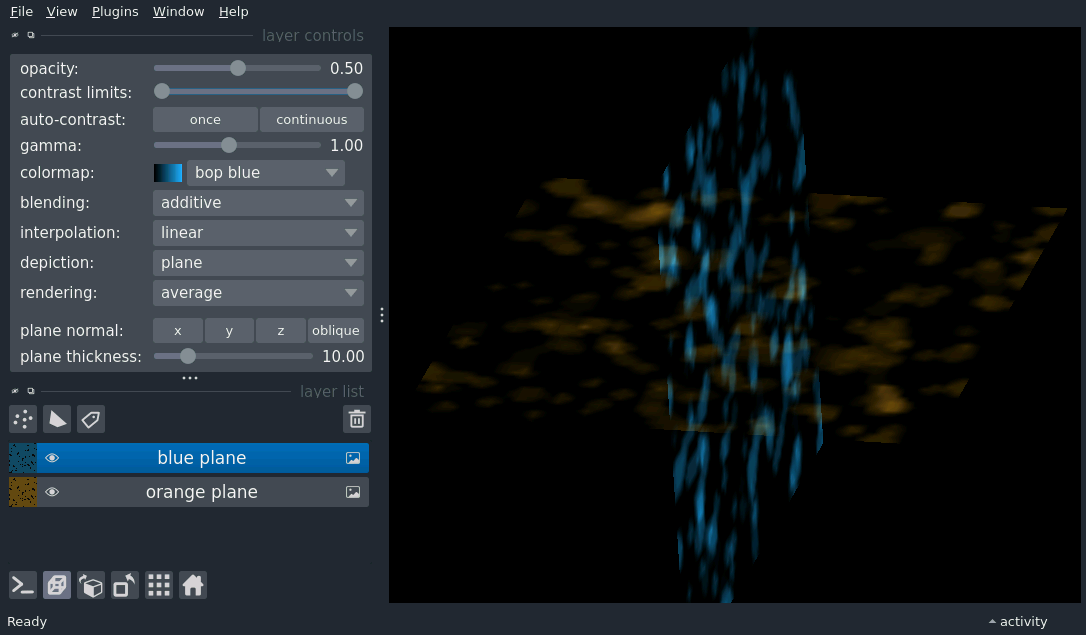 File View Plugins Window Help
layer controls
opacity: 0.50
contrast limits:
auto-contrast: once continuous
gamma: 1.00
colormap: bop blue
blending: additive
interpolation: linear
depiction: plane
rendering: average
plane normal: x y z oblique
plane thickness: 10.00
layer list
blue plane
orange plane
Ready
activity